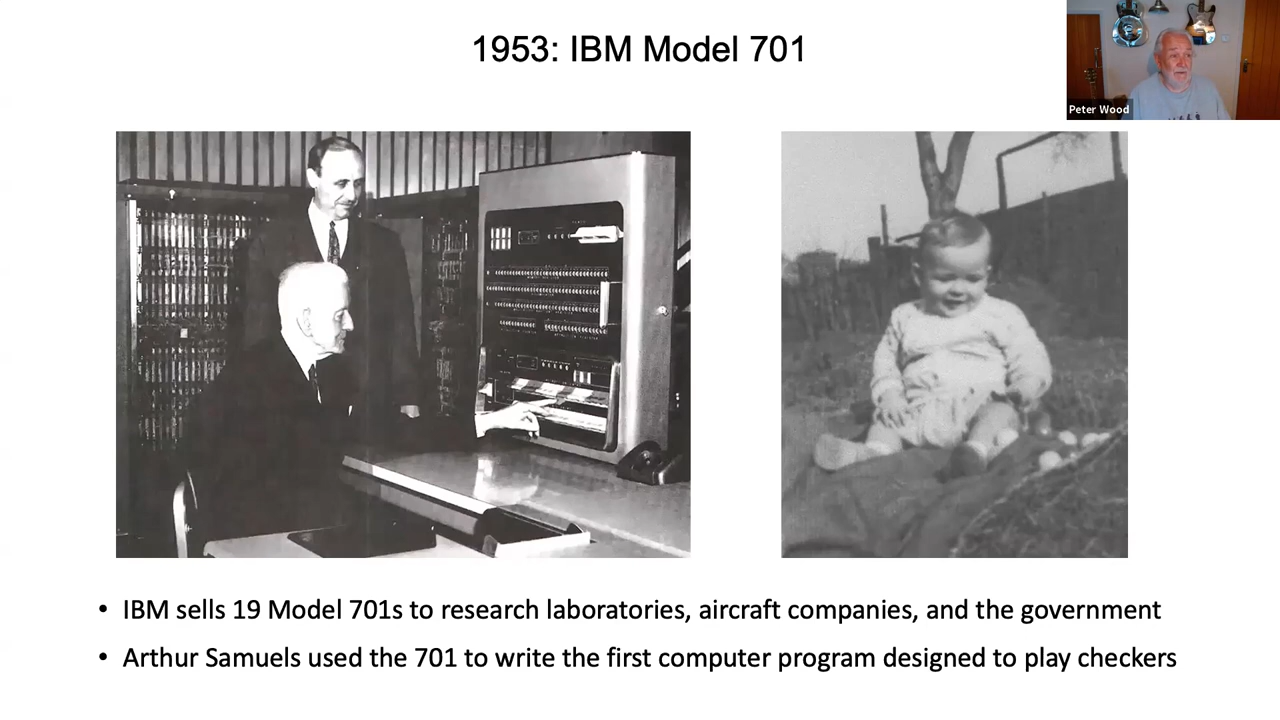 1953: IBM Model 701
Peter Wood
• IBM sells 19 Model 701s to research laboratories, aircraft companies, and the government
• Arthur Samuels used the 701 to write the first computer program designed to play checkers